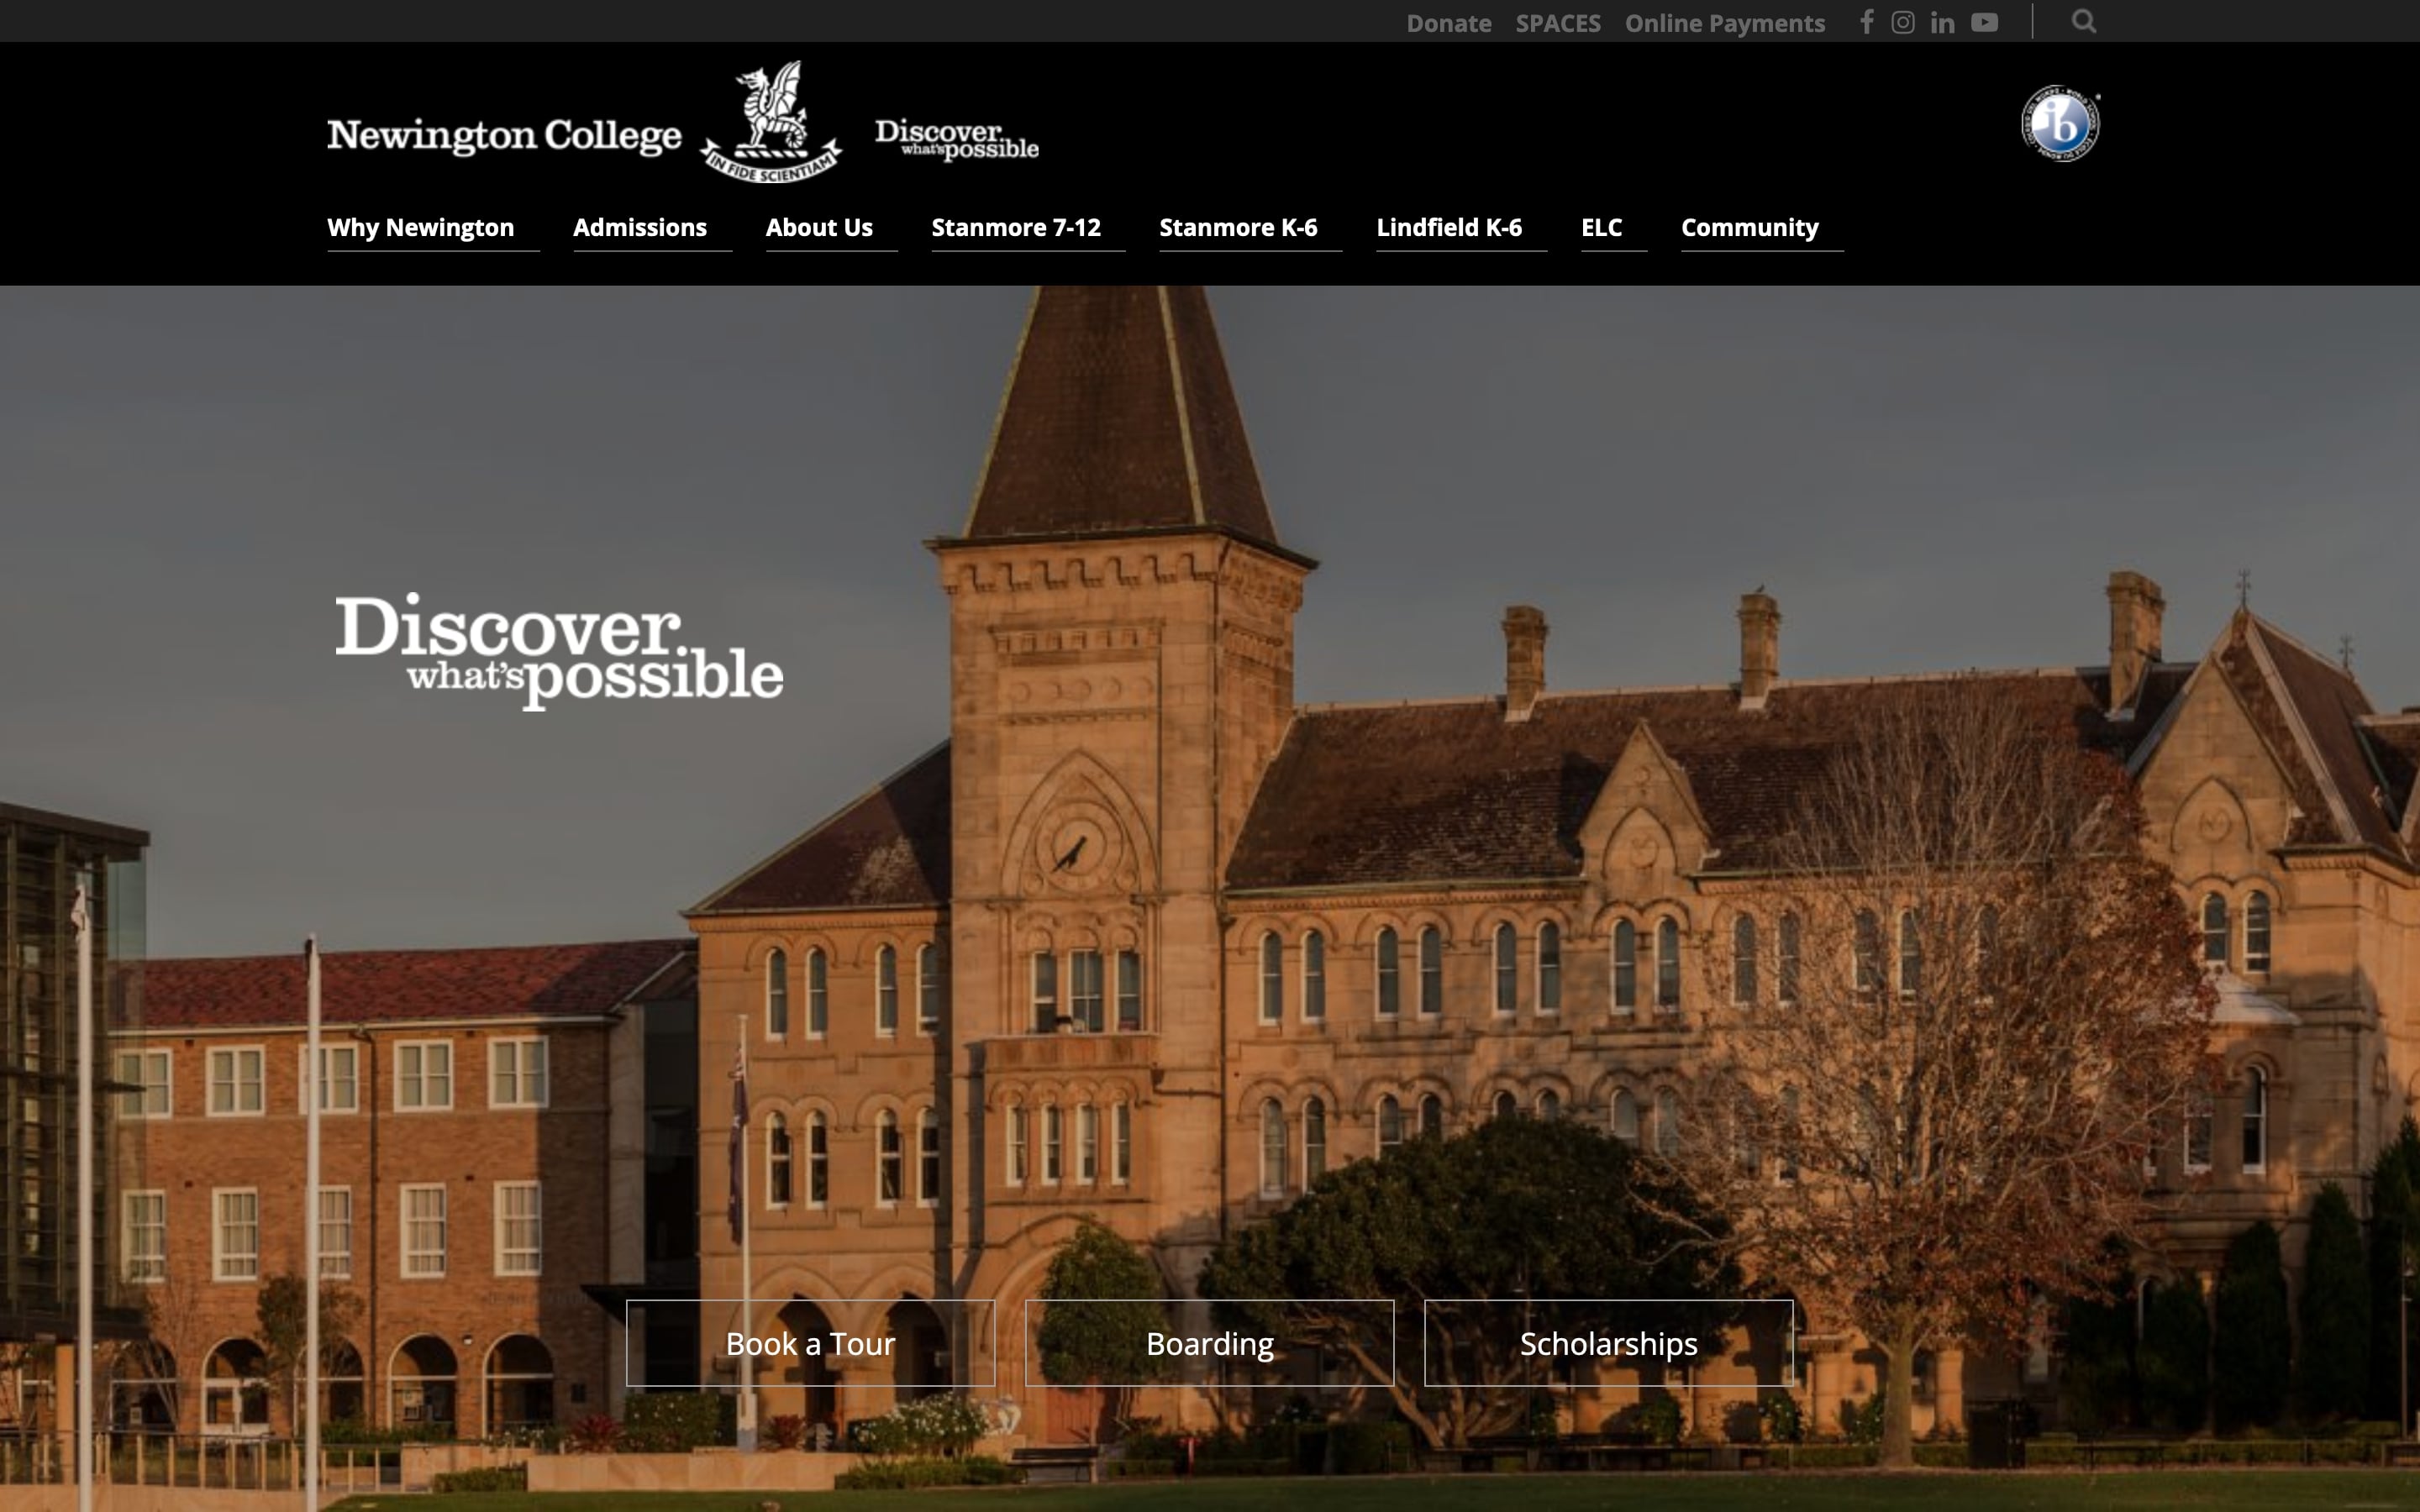 Donate SPACES Online Payments
Newington College
IN FIDE SCIENTIAM
Discover
what's possible
ib
Why Newington Admissions About Us Stanmore 7-12 Stanmore K-6 Lindfield K-6 ELC Community
Discover
what's possible
Book a Tour Boarding Scholarships